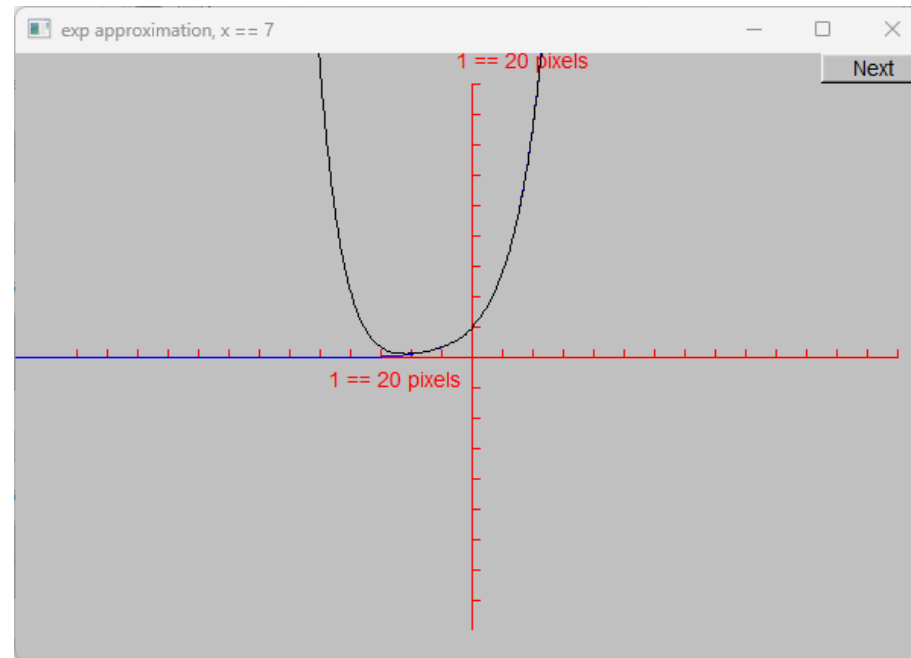 exp approximation, x == 7
1 == 20 pixels
Next
1 == 20 pixels